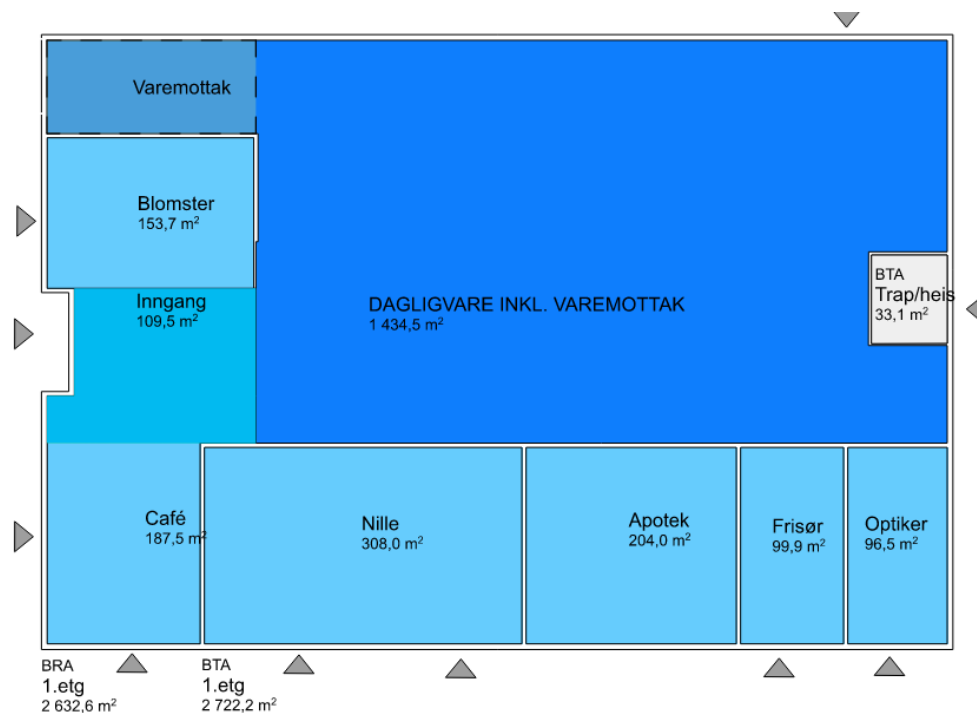 Varemottak
Blomster
153,7 m²
Inngang
109,5 m²
DAGLIGVARE INKL. VAREMOTTAK
1 434,5 m²
BTA
Trap/heis
33,1 m²
Café
187,5 m²
Nille
308,0 m²
Apotek
204,0 m²
Frisør
99,9 m²
Optiker
96,5 m²
BRA
1.etg
2 632,6 m²
BTA
1.etg
2 722,2 m²